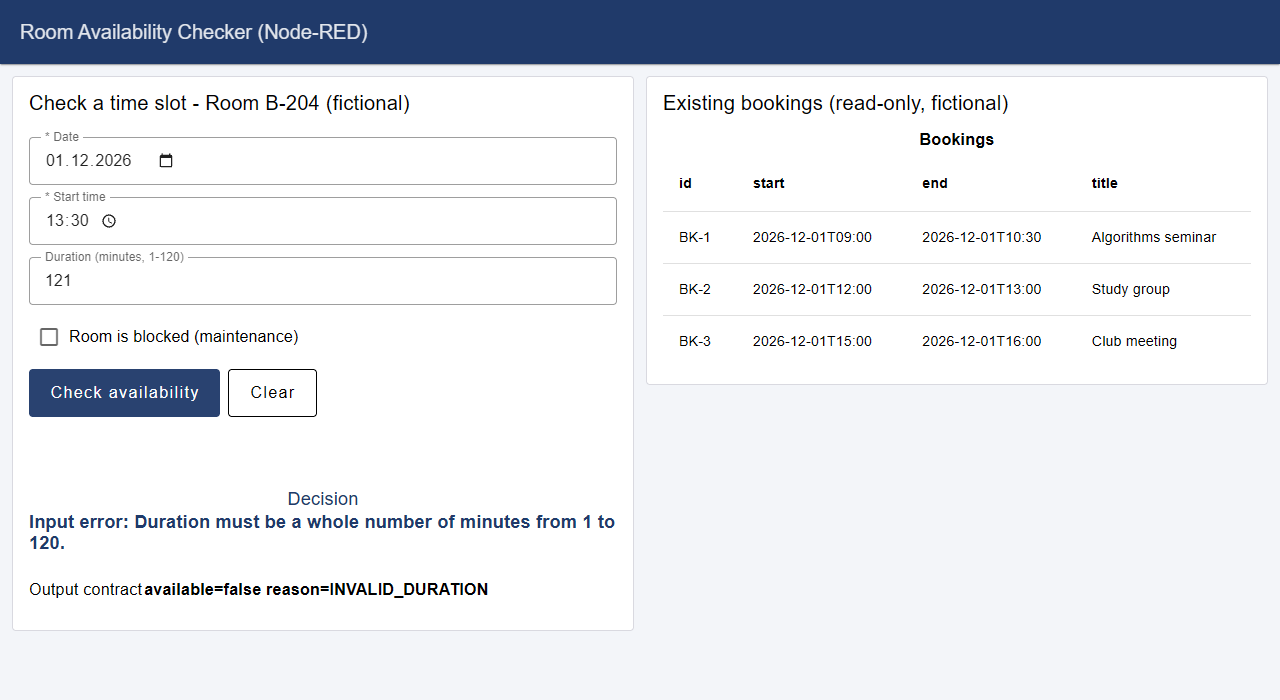 Room Availability Checker (Node-RED)
Check a time slot - Room B-204 (fictional)
* Date
01.12.2026
* Start time
13:30
Duration (minutes, 1-120)
121
Room is blocked (maintenance)
Check availability
Clear
Decision
Input error: Duration must be a whole number of minutes from 1 to
120.
Output contract available=false reason=INVALID_DURATION
Existing bookings (read-only, fictional)
Bookings
id start end title
BK-1 2026-12-01T09:00 2026-12-01T10:30 Algorithms seminar
BK-2 2026-12-01T12:00 2026-12-01T13:00 Study group
BK-3 2026-12-01T15:00 2026-12-01T16:00 Club meeting